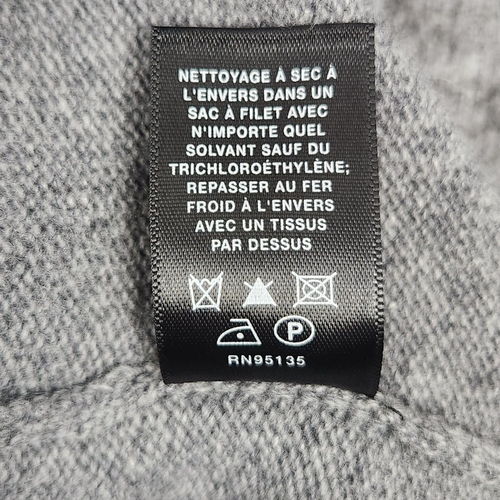 NETTOYAGE À SEC À
L'ENVERS DANS UN
SAC À FILET AVEC
N'IMPORTE QUEL
SOLVANT SAUF DU
TRICHLOROÉTHYLÈNE;
REPASSER AU FER
FROID À L'ENVERS
AVEC UN TISSUS
PAR DESSUS
P
RN95135